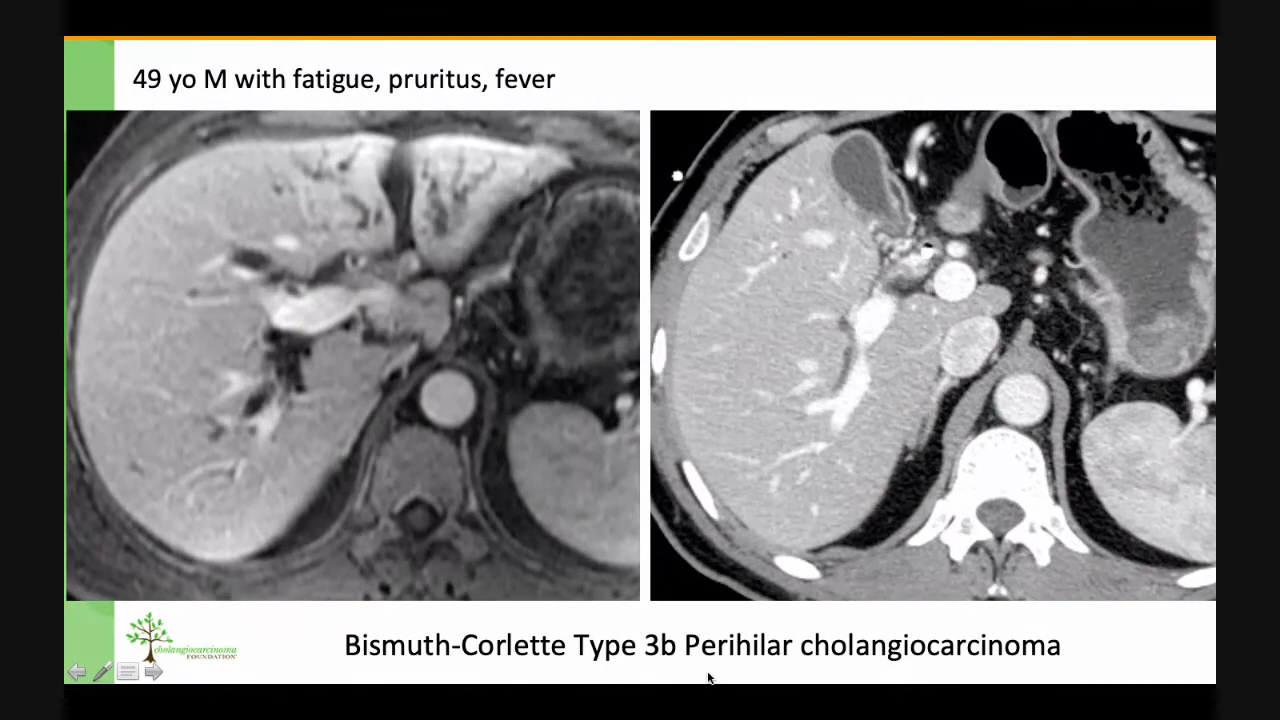 49 yo M with fatigue, pruritus, fever
cholangiocarcinoma
FOUNDATION
Bismuth-Corlette Type 3b Perihilar cholangiocarcinoma